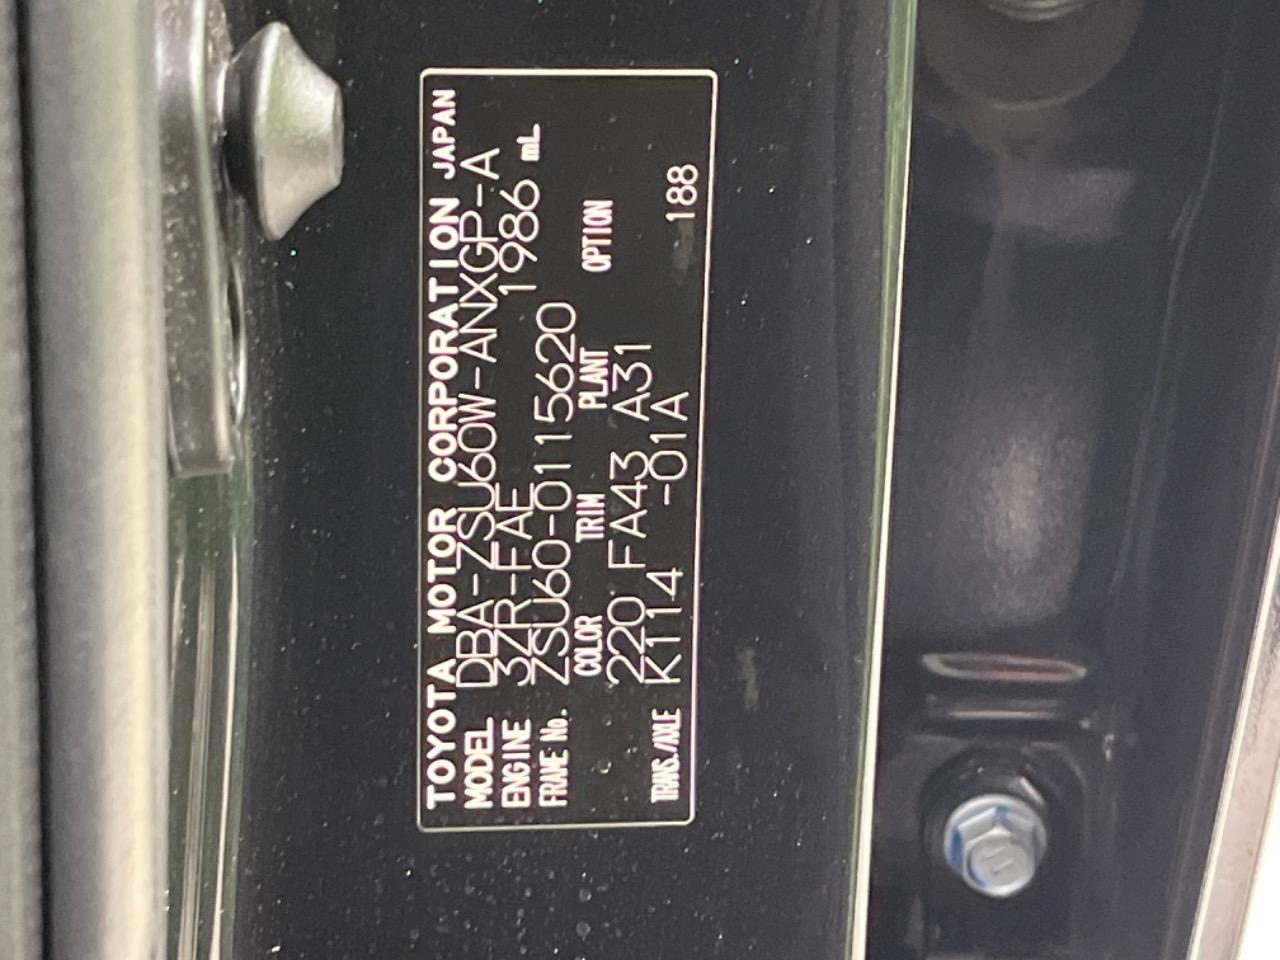 TOYOTA MOTOR CORPORATION JAPAN
MODEL DBA-ZSU60W-ANXGP-A
ENGINE 3ZR-FAE 1986 mL
FRAME No. ZSU60-0115620
COLOR TRIM PLANT OPTION
220 FA43 A31
TRANS./AXLE K114 -01A 188